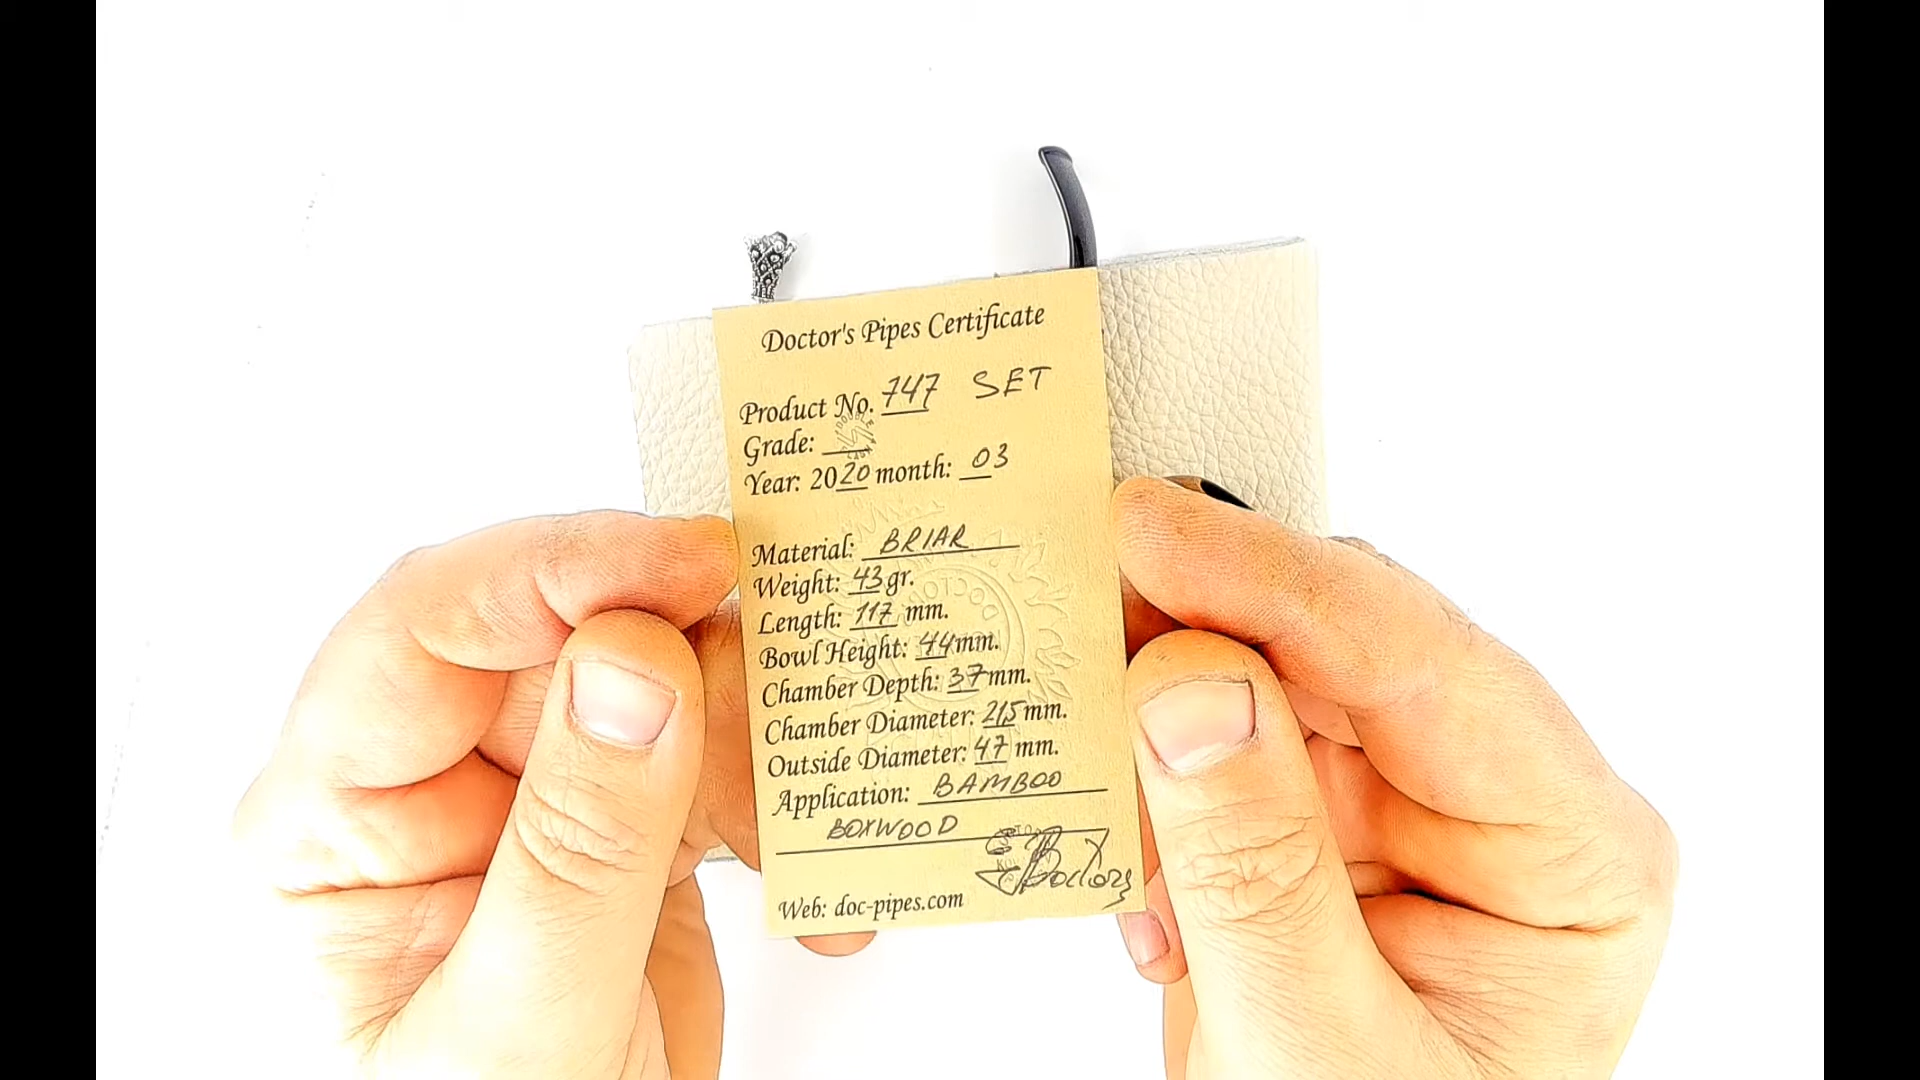 Doctor's Pipes Certificate
Product No. 747 SET
Grade:
Year: 2020 month: 03
Material: BRIAR
Weight: 43 gr.
Length: 117 mm.
Bowl Height: 44 mm.
Chamber Depth: 37 mm.
Chamber Diameter: 21,5 mm.
Outside Diameter: 47 mm.
Application: BAMBOO
BOXWOOD
Web: doc-pipes.com